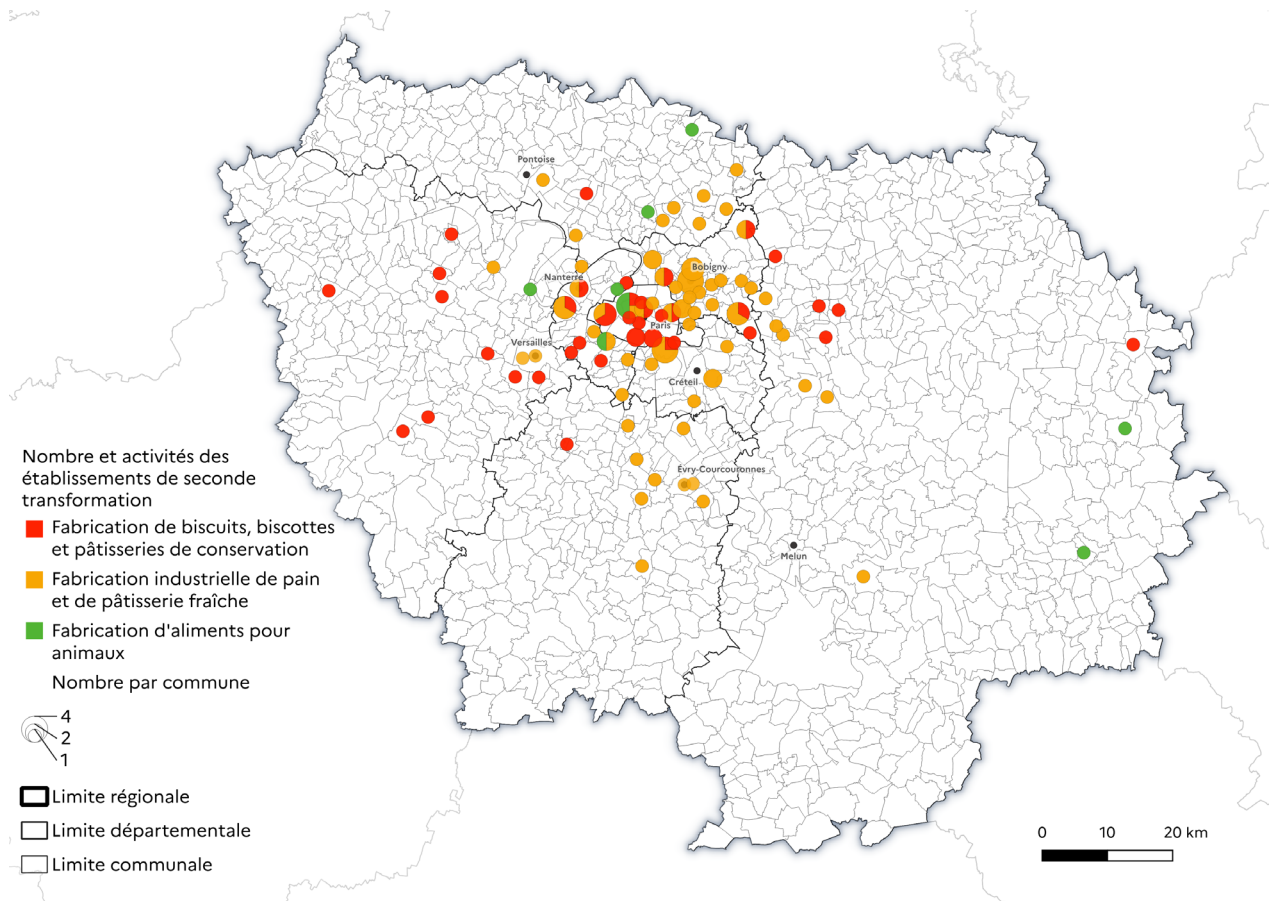 Pontoise
Bobigny
Nanterre
Paris
Versailles
Créteil
Évry-Courcouronnes
Melun
Nombre et activités des
établissements de seconde
transformation
Fabrication de biscuits, biscottes
et pâtisseries de conservation
Fabrication industrielle de pain
et de pâtisserie fraîche
Fabrication d'aliments pour
animaux
Nombre par commune
4
2
1
Limite régionale
Limite départementale
Limite communale
0 10 20 km